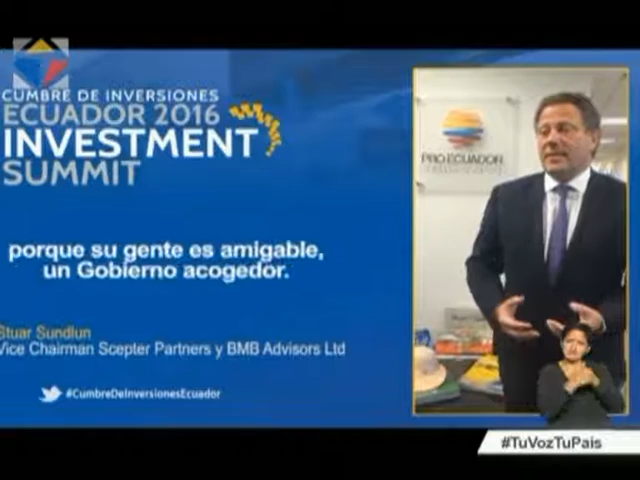 CUMBRE DE INVERSIONES
ECUADOR 2016
INVESTMENT
SUMMIT
PRO ECUADOR
porque su gente es amigable,
un Gobierno acogedor.
Stuar Sundlun
Vice Chairman Scepter Partners y BMB Advisors Ltd
#CumbreDeInversionesEcuador
#TuVozTuPais